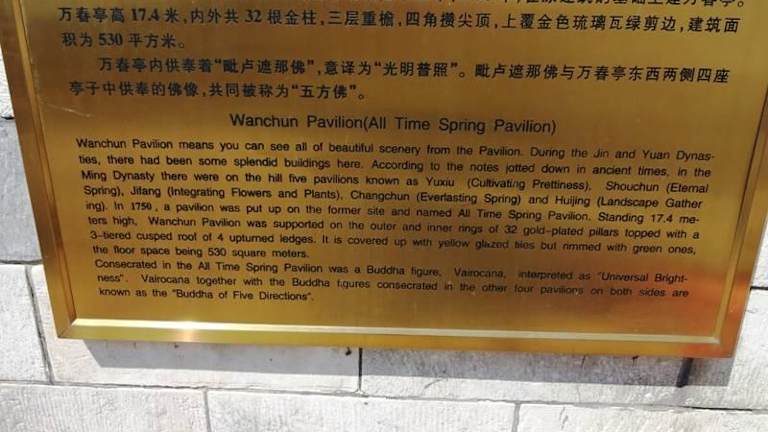 万春亭高 17.4 米,内外共 32 根金柱,三层重檐,四角攒尖顶,上覆金色琉璃瓦绿剪边,建筑面
积为 530 平方米。
万春亭内供奉着“毗卢遮那佛”,意译为“光明普照”。毗卢遮那佛与万春亭东西两侧四座
亭子中供奉的佛像,共同被称为“五方佛”。
Wanchun Pavilion(All Time Spring Pavilion)
Wanchun Pavilion means you can see all of beautiful scenery from the Pavilion. During the Jin and Yuan Dynas-
ties, there had been some splendid buildings here. According to the notes jotted down in ancient times, in the
Ming Dynasty there were on the hill five pavilions known as Yuxiu (Cultivating Prettiness), Shouchun (Eternal
Spring), Jifang (Integrating Flowers and Plants), Changchun (Everlasting Spring) and Huijing (Landscape Gather
ing). In 1750, a pavilion was put up on the former site and named All Time Spring Pavilion. Standing 17.4 me-
ters high, Wanchun Pavilion was supported on the outer and inner rings of 32 gold-plated pillars topped with a
3-tiered cusped roof of 4 upturned ledges. It is covered up with yellow glazed tiles but rimmed with green ones,
the floor space being 530 square meters.
Consecrated in the All Time Spring Pavilion was a Buddha figure, Vairocana, interpreted as "Universal Bright-
ness". Vairocana together with the Buddha figures consecrated in the other four pavilions on both sides are
known as the "Buddha of Five Directions".